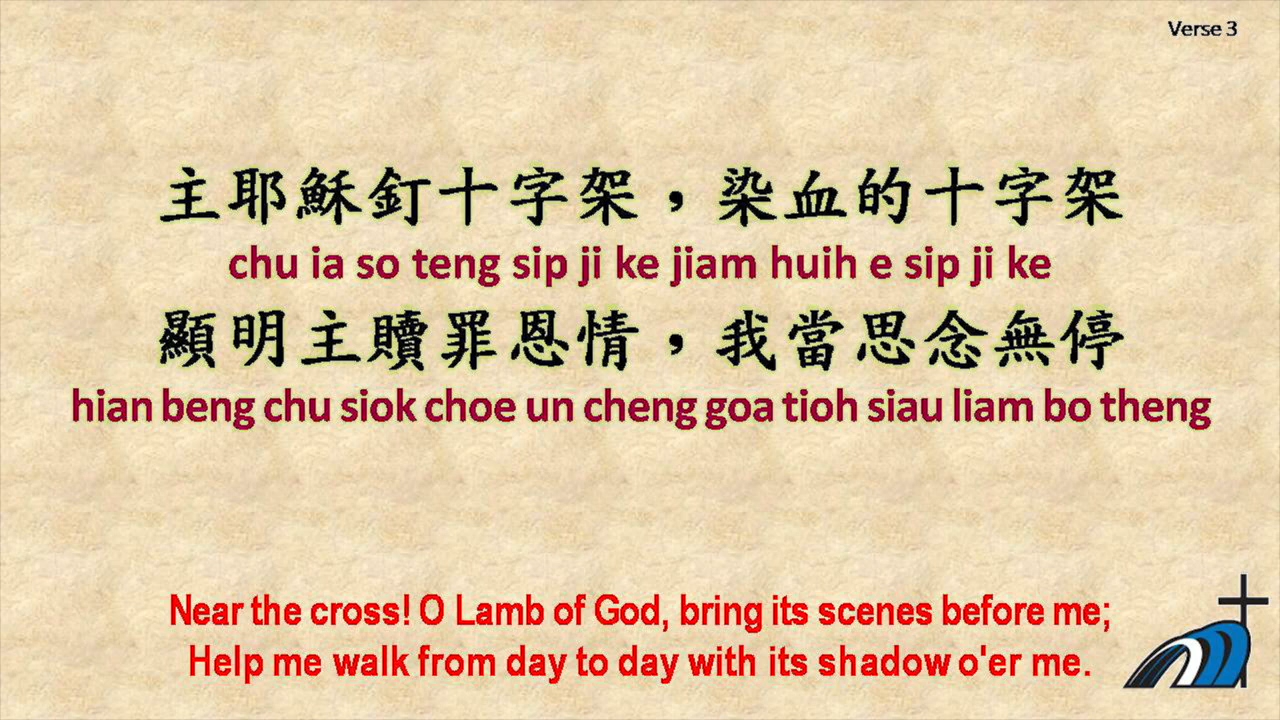 Verse 3
主耶穌釘十字架，染血的十字架
chu ia so teng sip ji ke jiam huih e sip ji ke
顯明主贖罪恩情，我當思念無停
hian beng chu siok choe un cheng goa tioh siau liam bo theng
Near the cross! O Lamb of God, bring its scenes before me;
Help me walk from day to day with its shadow o'er me.